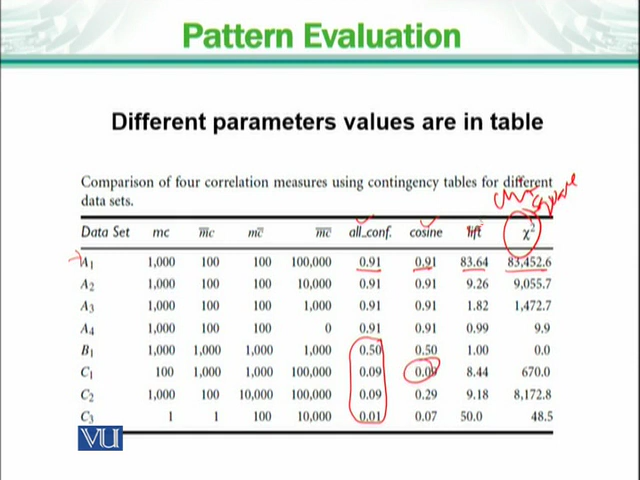 Pattern Evaluation
Different parameters values are in table
Comparison of four correlation measures using contingency tables for different
data sets.
chi square
Data Set mc m̅c mc̅ m̅c̅ all_conf. cosine lift χ²
A₁ 1,000 100 100 100,000 0.91 0.91 83.64 83,452.6
A₂ 1,000 100 100 10,000 0.91 0.91 9.26 9,055.7
A₃ 1,000 100 100 1,000 0.91 0.91 1.82 1,472.7
A₄ 1,000 100 100 0 0.91 0.91 0.99 9.9
B₁ 1,000 1,000 1,000 1,000 0.50 0.50 1.00 0.0
C₁ 100 1,000 1,000 100,000 0.09 0.09 8.44 670.0
C₂ 1,000 100 10,000 100,000 0.09 0.29 9.18 8,172.8
C₃ 1 1 100 10,000 0.01 0.07 50.0 48.5
VU